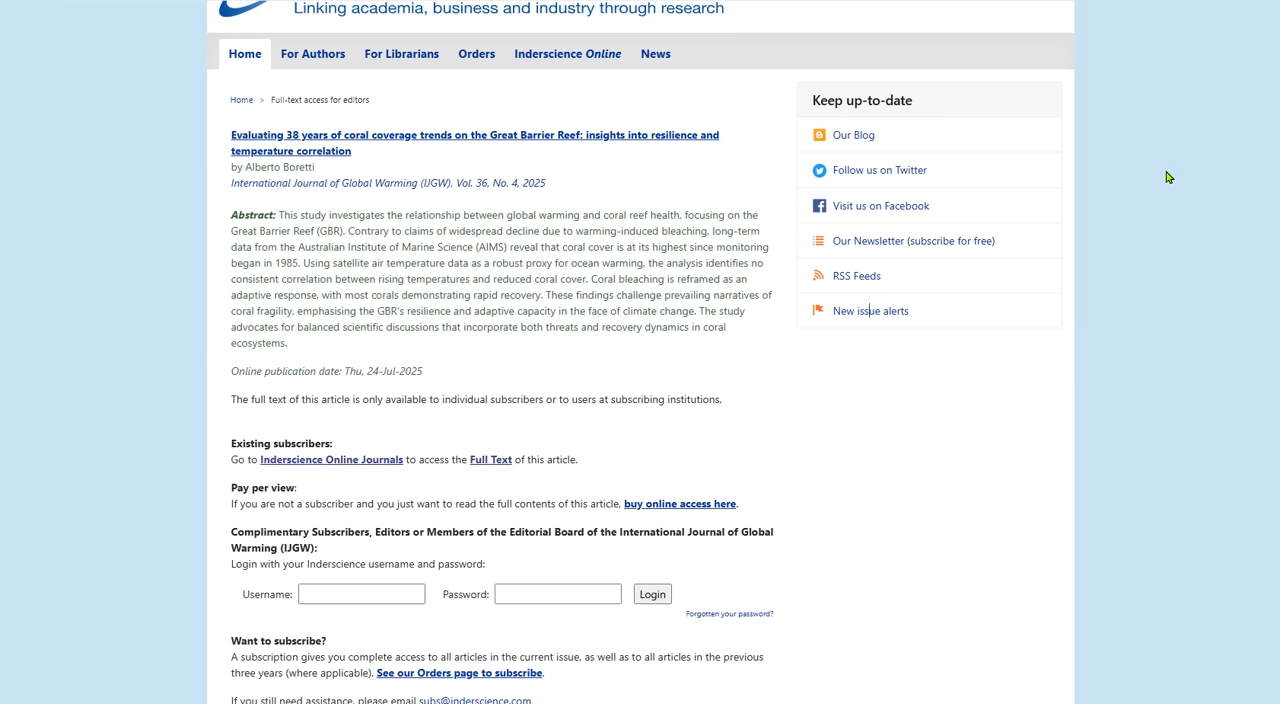 Linking academia, business and industry through research
Home For Authors For Librarians Orders Inderscience Online News
Home > Full-text access for editors
Evaluating 38 years of coral coverage trends on the Great Barrier Reef: insights into resilience and
temperature correlation
by Alberto Boretti
International Journal of Global Warming (IJGW), Vol. 36, No. 4, 2025
Abstract: This study investigates the relationship between global warming and coral reef health, focusing on the
Great Barrier Reef (GBR). Contrary to claims of widespread decline due to warming-induced bleaching, long-term
data from the Australian Institute of Marine Science (AIMS) reveal that coral cover is at its highest since monitoring
began in 1985. Using satellite air temperature data as a robust proxy for ocean warming, the analysis identifies no
consistent correlation between rising temperatures and reduced coral cover. Coral bleaching is reframed as an
adaptive response, with most corals demonstrating rapid recovery. These findings challenge prevailing narratives of
coral fragility, emphasising the GBR's resilience and adaptive capacity in the face of climate change. The study
advocates for balanced scientific discussions that incorporate both threats and recovery dynamics in coral
ecosystems.
Online publication date: Thu, 24-Jul-2025
The full text of this article is only available to individual subscribers or to users at subscribing institutions.
Existing subscribers:
Go to Inderscience Online Journals to access the Full Text of this article.
Pay per view:
If you are not a subscriber and you just want to read the full contents of this article, buy online access here.
Complimentary Subscribers, Editors or Members of the Editorial Board of the International Journal of Global
Warming (IJGW):
Login with your Inderscience username and password:
Username: Password: Login
Forgotten your password?
Want to subscribe?
A subscription gives you complete access to all articles in the current issue, as well as to all articles in the previous
three years (where applicable). See our Orders page to subscribe.
If you still need assistance, please email subs@inderscience.com
Keep up-to-date
Our Blog
Follow us on Twitter
Visit us on Facebook
Our Newsletter (subscribe for free)
RSS Feeds
New issue alerts